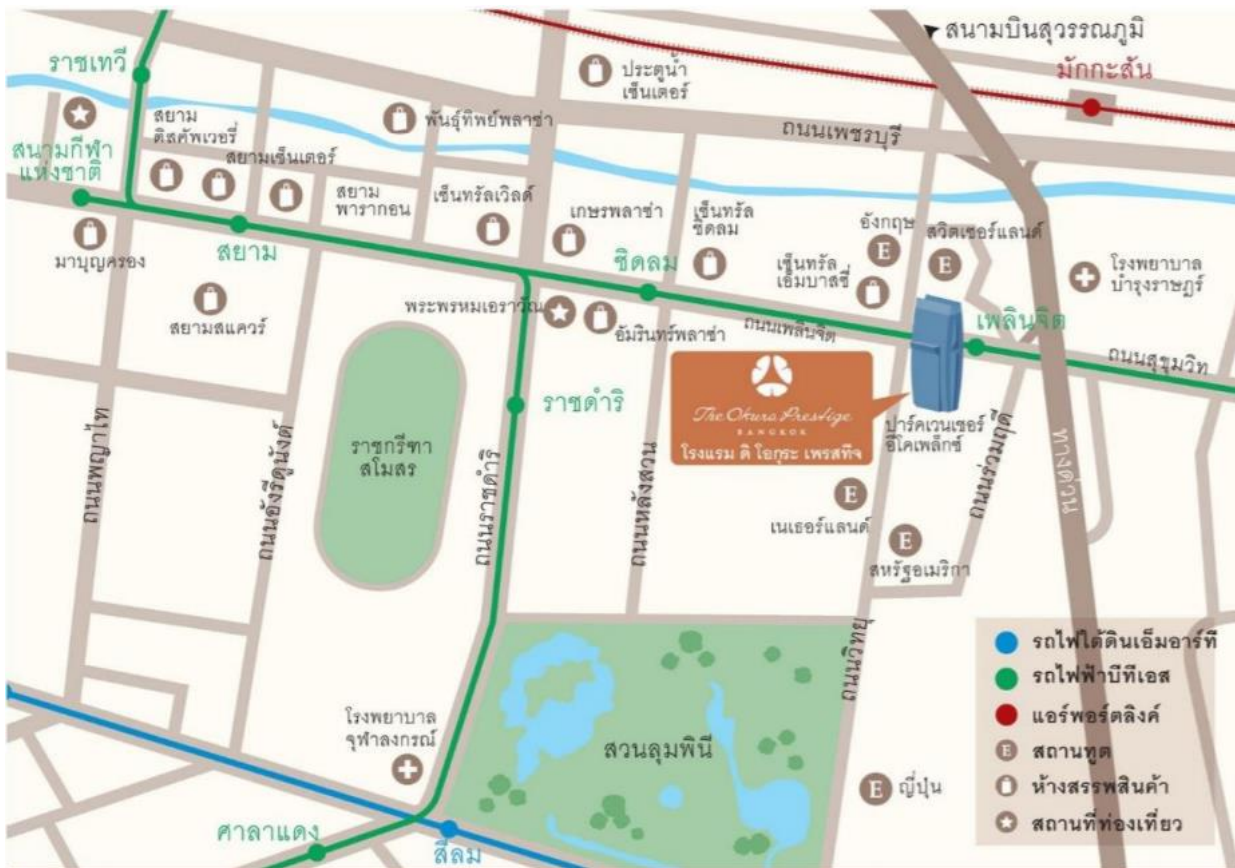 สนามบินสุวรรณภูมิ
ราชเทวี
ประตูน้ำ
เซ็นเตอร์
มักกะสัน
สยาม
ดิสคัพเวอรี่
พันธุ์ทิพย์พลาซ่า
ถนนเพชรบุรี
สนามกีฬา
แห่งชาติ
สยามเซ็นเตอร์
สยาม
พารากอน
เซ็นทรัลเวิลด์
เกษรพลาซ่า
เซ็นทรัล
ชิดลม
อังกฤษ
สวิตเซอร์แลนด์
มาบุญครอง
สยาม
ชิดลม
เซ็นทรัล
เอ็มบาสซี่
โรงพยาบาล
บำรุงราษฎร์
สยามสแควร์
พระพรหมเอราวัณ
อัมรินทร์พลาซ่า
ถนนเพลินจิต
เพลินจิต
ถนนสุขุมวิท
ราชดำริ
The Okura Prestige
BANGKOK
โรงแรม ดิ โอกุระ เพรสทีจ
ปาร์คเวนเชอร์
อีโคเพล็กซ์
ราชกรีฑา
สโมสร
ถนนพญาไท
ถนนอังรีดูนังต์
ถนนราชดำริ
ถนนหลังสวน
ถนนร่วมฤดี
ทางด่วน
E
เนเธอร์แลนด์
E
สหรัฐอเมริกา
ถนนวิทยุ
โรงพยาบาล
จุฬาลงกรณ์
สวนลุมพินี
E ญี่ปุ่น
ศาลาแดง
สีลม
รถไฟใต้ดินเอ็มอาร์ที
รถไฟฟ้าบีทีเอส
แอร์พอร์ตลิงค์
E สถานทูต
ห้างสรรพสินค้า
สถานที่ท่องเที่ยว